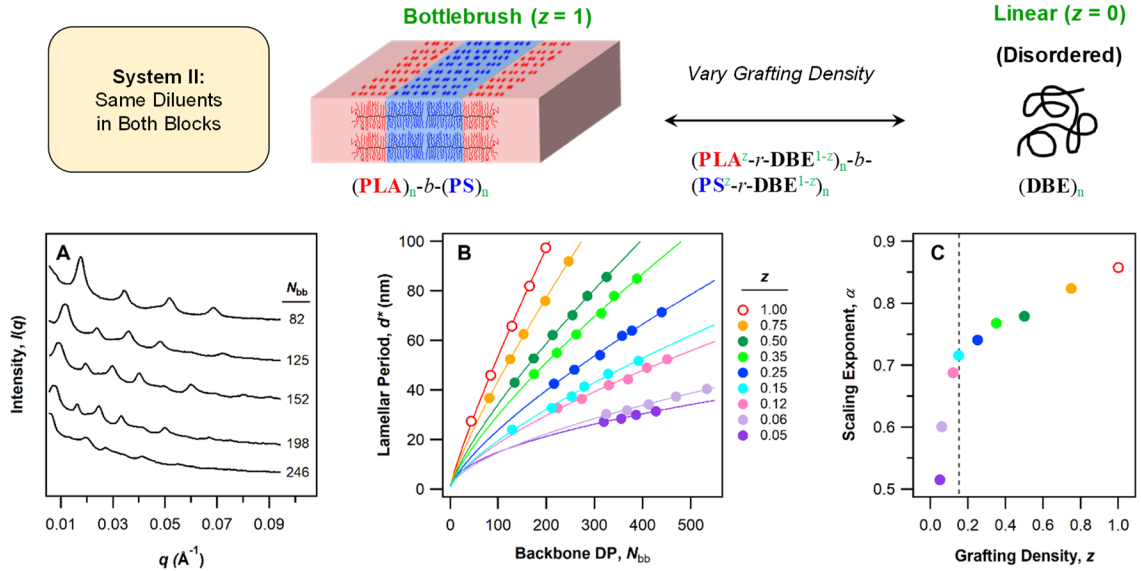 System II:
Same Diluents
in Both Blocks
Bottlebrush (z = 1)
(PLA)n-b-(PS)n
Vary Grafting Density
(PLAz-r-DBE1-z)n-b-
(PSz-r-DBE1-z)n
Linear (z = 0)
(Disordered)
(DBE)n
A
Intensity, I(q)
Nbb
82
125
152
198
246
0.01 0.03 0.05 0.07 0.09
q (Å-1)
B
Lamellar Period, d* (nm)
100
80
60
40
20
0
0 100 200 300 400 500
Backbone DP, Nbb
z
1.00
0.75
0.50
0.35
0.25
0.15
0.12
0.06
0.05
C
Scaling Exponent, α
0.9
0.8
0.7
0.6
0.5
0.0 0.2 0.4 0.6 0.8 1.0
Grafting Density, z